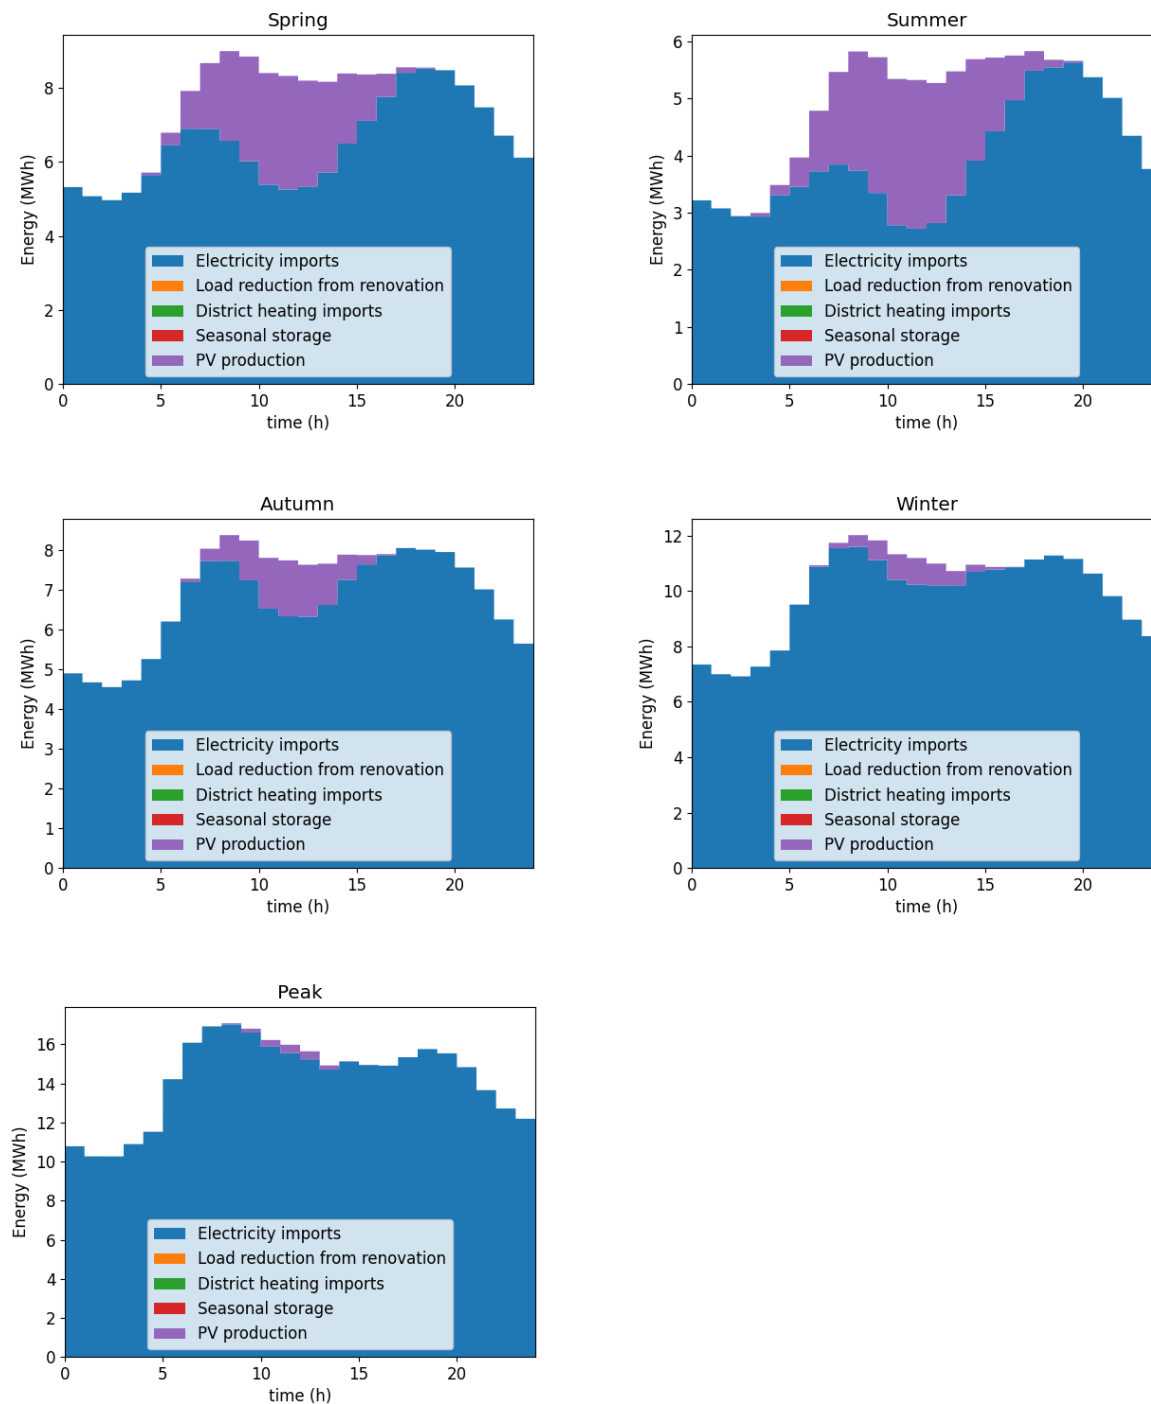 Spring
Energy (MWh)
8
6
4
2
0
Electricity imports
Load reduction from renovation
District heating imports
Seasonal storage
PV production
0 5 10 15 20
time (h)
Summer
Energy (MWh)
6
5
4
3
2
1
0
Electricity imports
Load reduction from renovation
District heating imports
Seasonal storage
PV production
0 5 10 15 20
time (h)
Autumn
Energy (MWh)
8
7
6
5
4
3
2
1
0
Electricity imports
Load reduction from renovation
District heating imports
Seasonal storage
PV production
0 5 10 15 20
time (h)
Winter
Energy (MWh)
12
10
8
6
4
2
0
Electricity imports
Load reduction from renovation
District heating imports
Seasonal storage
PV production
0 5 10 15 20
time (h)
Peak
Energy (MWh)
16
14
12
10
8
6
4
2
0
Electricity imports
Load reduction from renovation
District heating imports
Seasonal storage
PV production
0 5 10 15 20
time (h)